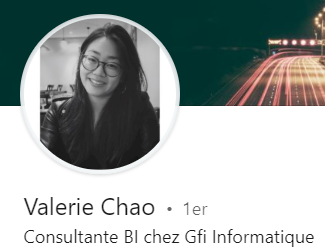 Valerie Chao • 1er
Consultante BI chez Gfi Informatique